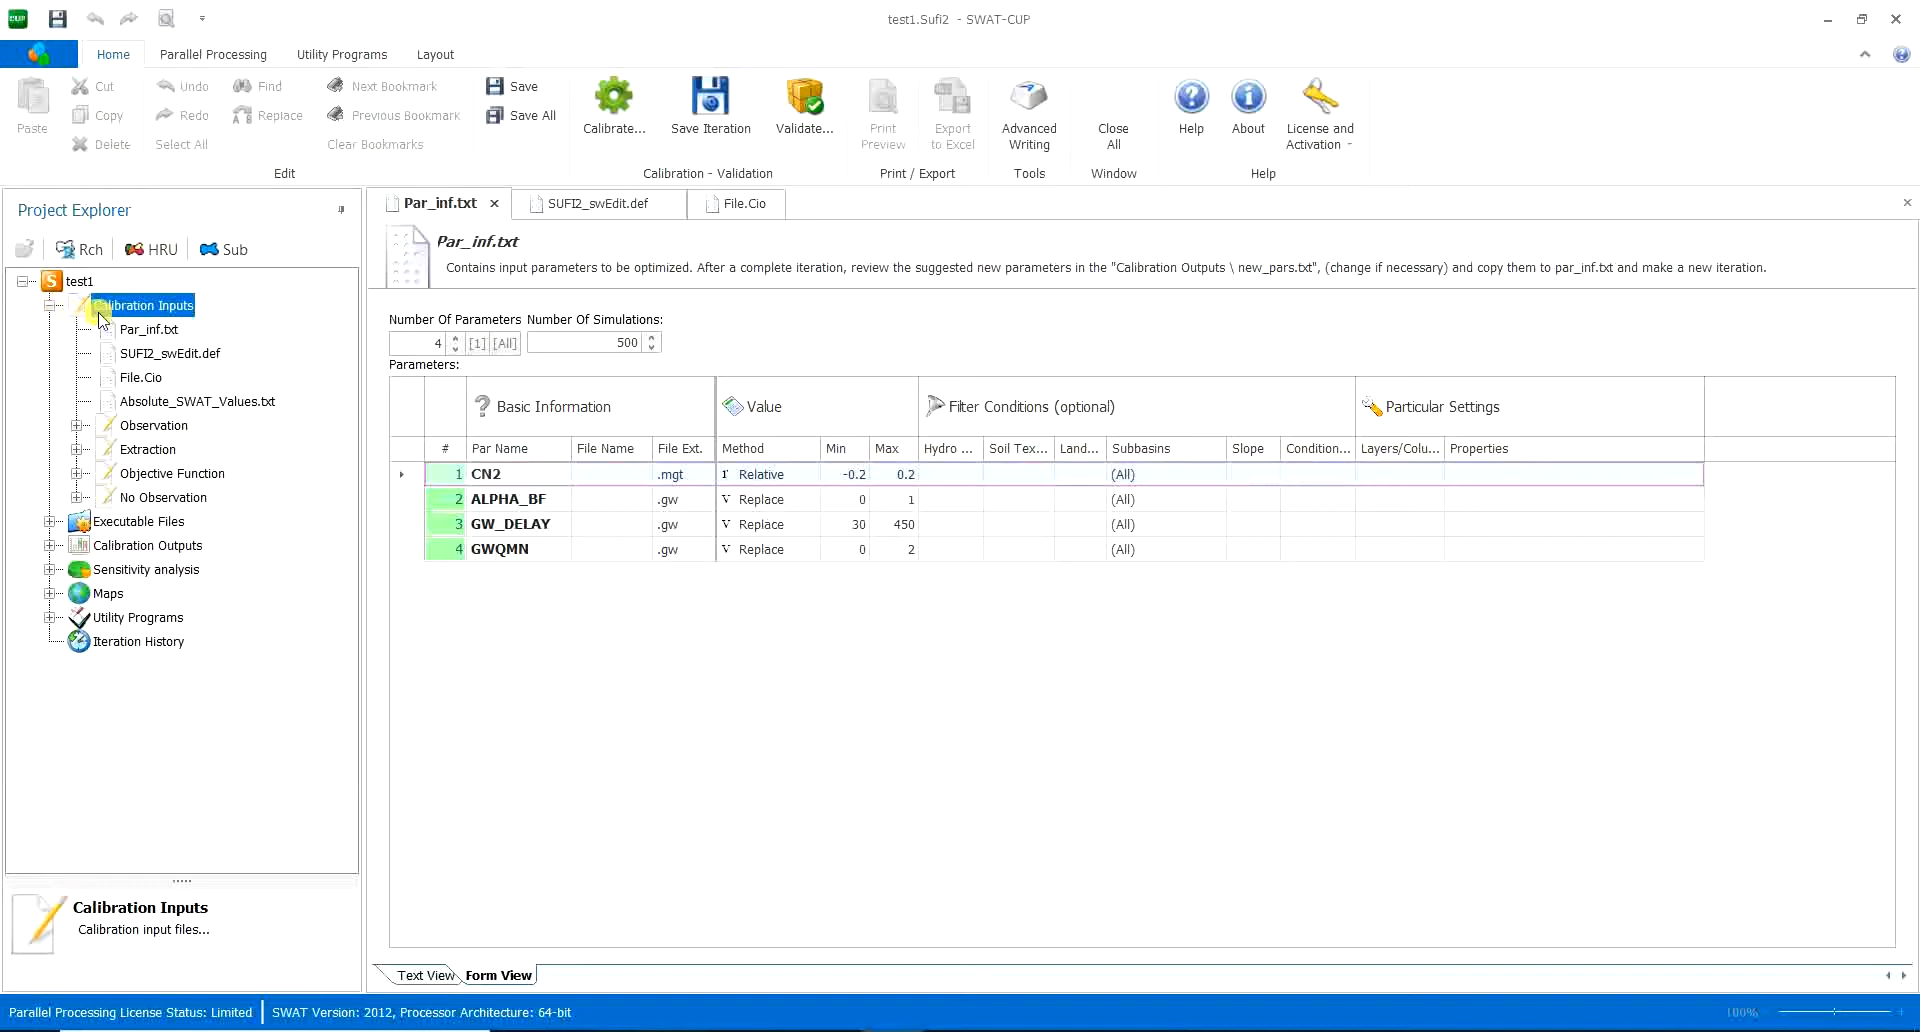 CUP
test1.Sufi2 - SWAT-CUP
Home Parallel Processing Utility Programs Layout
Paste
Cut
Copy
Delete
Undo
Redo
Select All
Find
Replace
Next Bookmark
Previous Bookmark
Clear Bookmarks
Save
Save All
Edit
Calibrate...
Save Iteration
Validate...
Calibration - Validation
Print
Preview
Export
to Excel
Print / Export
Advanced
Writing
Tools
Close
All
Window
Help
About
License and
Activation
Help
Project Explorer
Rch HRU Sub
test1
Calibration Inputs
Par_inf.txt
SUFI2_swEdit.def
File.Cio
Absolute_SWAT_Values.txt
Observation
Extraction
Objective Function
No Observation
Executable Files
Calibration Outputs
Sensitivity analysis
Maps
Utility Programs
Iteration History
Calibration Inputs
Calibration input files...
Par_inf.txt SUFI2_swEdit.def File.Cio
Par_inf.txt
Contains input parameters to be optimized. After a complete iteration, review the suggested new parameters in the "Calibration Outputs \ new_pars.txt", (change if necessary) and copy them to par_inf.txt and make a new iteration.
Number Of Parameters Number Of Simulations:
4 [1] [All] 500
Parameters:
Basic Information Value Filter Conditions (optional) Particular Settings
# Par Name File Name File Ext. Method Min Max Hydro ... Soil Tex... Land... Subbasins Slope Condition... Layers/Colu... Properties
1 CN2 .mgt r Relative -0.2 0.2 (All)
2 ALPHA_BF .gw v Replace 0 1 (All)
3 GW_DELAY .gw v Replace 30 450 (All)
4 GWQMN .gw v Replace 0 2 (All)
Text View Form View
Parallel Processing License Status: Limited SWAT Version: 2012, Processor Architecture: 64-bit 100%